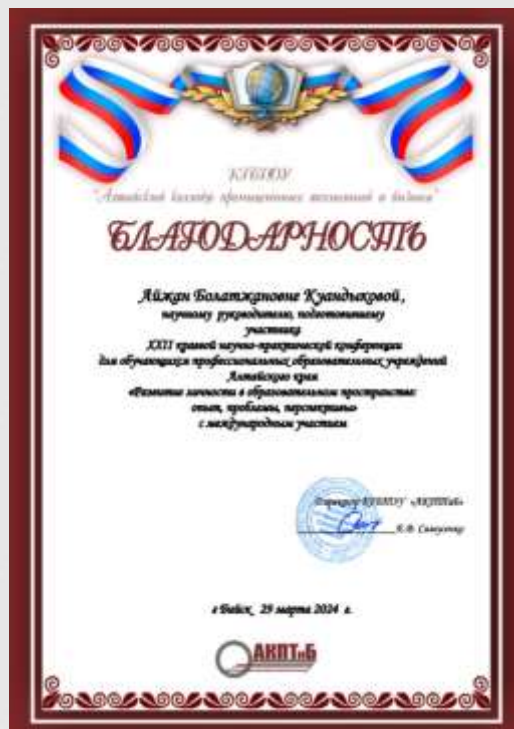 КГБПОУ
"Алтайский колледж промышленных технологий и бизнеса"
БЛАГОДАРНОСТЬ
Айжан Болатжановне Куандыковой,
научному руководителю, подготовившему
участника
XXII краевой научно-практической конференции
для обучающихся профессиональных образовательных учреждений
Алтайского края
«Развитие личности в образовательном пространстве:
опыт, проблемы, перспективы»
с международным участием
Директор КГБПОУ «АКПТиБ»
г Бийск 29 марта 2024 г.
АКПТиБ